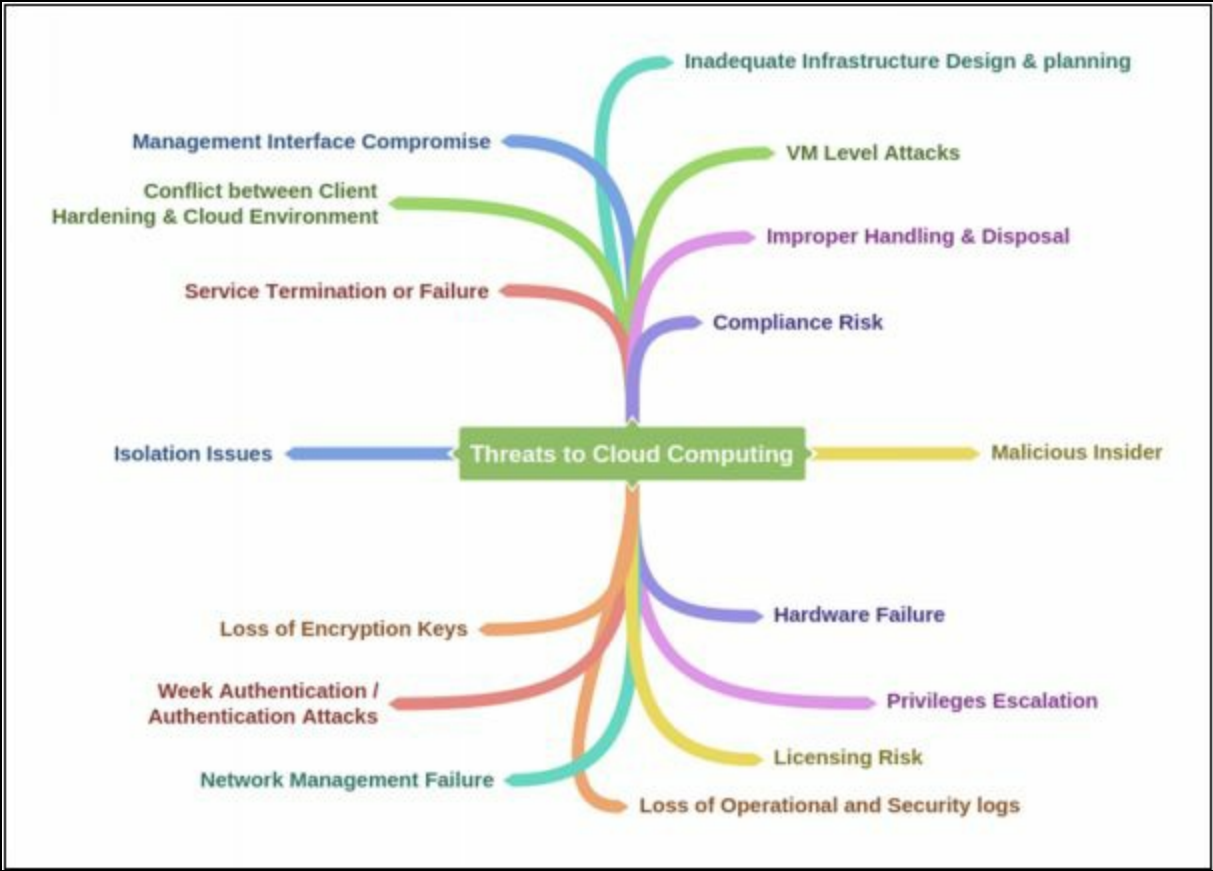 Inadequate Infrastructure Design & planning
Management Interface Compromise
VM Level Attacks
Conflict between Client
Hardening & Cloud Environment
Improper Handling & Disposal
Service Termination or Failure
Compliance Risk
Isolation Issues
Threats to Cloud Computing
Malicious Insider
Hardware Failure
Loss of Encryption Keys
Week Authentication /
Authentication Attacks
Privileges Escalation
Licensing Risk
Network Management Failure
Loss of Operational and Security logs